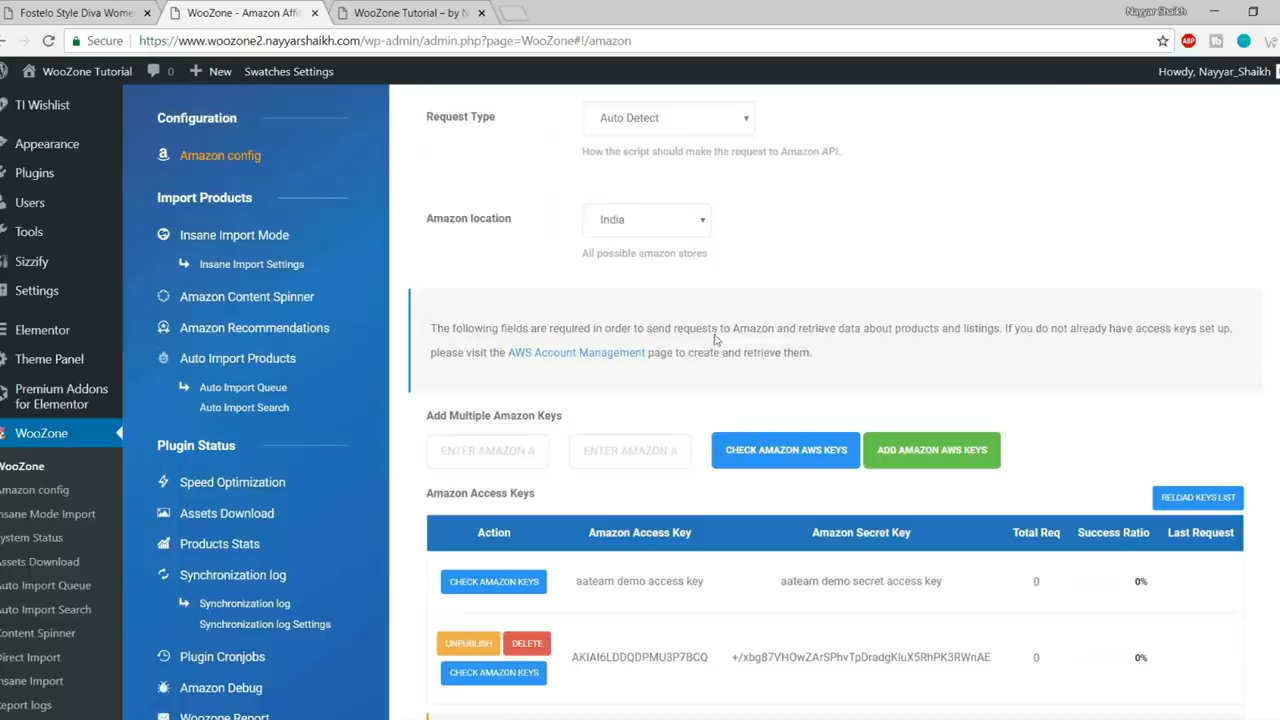 Fostelo Style Diva Wome
WooZone - Amazon Affi
WooZone Tutorial – by N
Nayyar Shaikh
Secure
https://www.woozone2.nayyarshaikh.com/wp-admin/admin.php?page=WooZone#!/amazon
ABP
WooZone Tutorial
0
New
Swatches Settings
Howdy, Nayyar_Shaikh
TI Wishlist
Appearance
Plugins
Users
Tools
Sizzify
Settings
Elementor
Theme Panel
Premium Addons
for Elementor
WooZone
WooZone
Amazon config
nsane Mode Import
ystem Status
Assets Download
Auto Import Queue
Auto Import Search
Content Spinner
Direct Import
nsane Import
Report logs
Configuration
Amazon config
Import Products
Insane Import Mode
Insane Import Settings
Amazon Content Spinner
Amazon Recommendations
Auto Import Products
Auto Import Queue
Auto Import Search
Plugin Status
Speed Optimization
Assets Download
Products Stats
Synchronization log
Synchronization log
Synchronization log Settings
Plugin Cronjobs
Amazon Debug
Woozone Report
Request Type
Auto Detect
How the script should make the request to Amazon API.
Amazon location
India
All possible amazon stores
The following fields are required in order to send requests to Amazon and retrieve data about products and listings. If you do not already have access keys set up,
please visit the AWS Account Management page to create and retrieve them.
Add Multiple Amazon Keys
ENTER AMAZON A
ENTER AMAZON A
CHECK AMAZON AWS KEYS
ADD AMAZON AWS KEYS
Amazon Access Keys
RELOAD KEYS LIST
Action
Amazon Access Key
Amazon Secret Key
Total Req
Success Ratio
Last Request
CHECK AMAZON KEYS
aateam demo access key
aateam demo secret access key
0
0%
UNPUBLISH
DELETE
CHECK AMAZON KEYS
AKIAI6LDDQDPMU3P7BCQ
+/xbg87VHOwZArSPhvTpDradgKluX5RhPK3RWnAE
0
0%